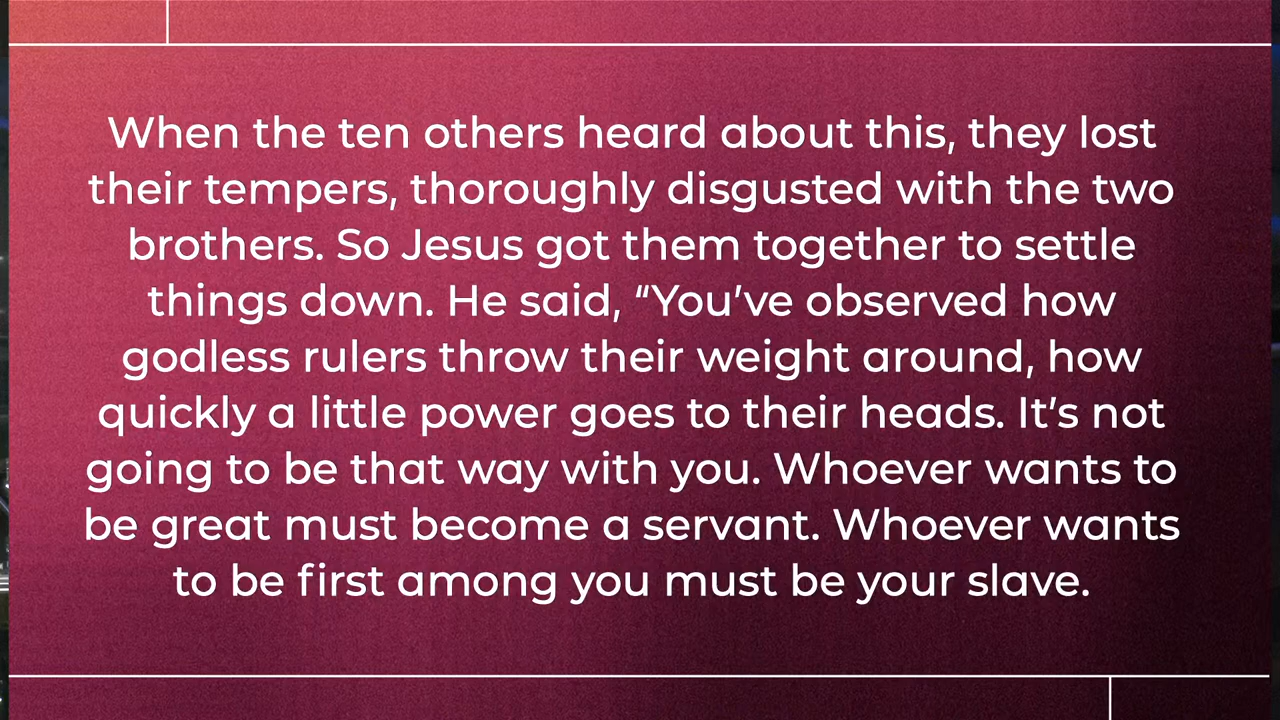 When the ten others heard about this, they lost
their tempers, thoroughly disgusted with the two
brothers. So Jesus got them together to settle
things down. He said, “You’ve observed how
godless rulers throw their weight around, how
quickly a little power goes to their heads. It’s not
going to be that way with you. Whoever wants to
be great must become a servant. Whoever wants
to be first among you must be your slave.